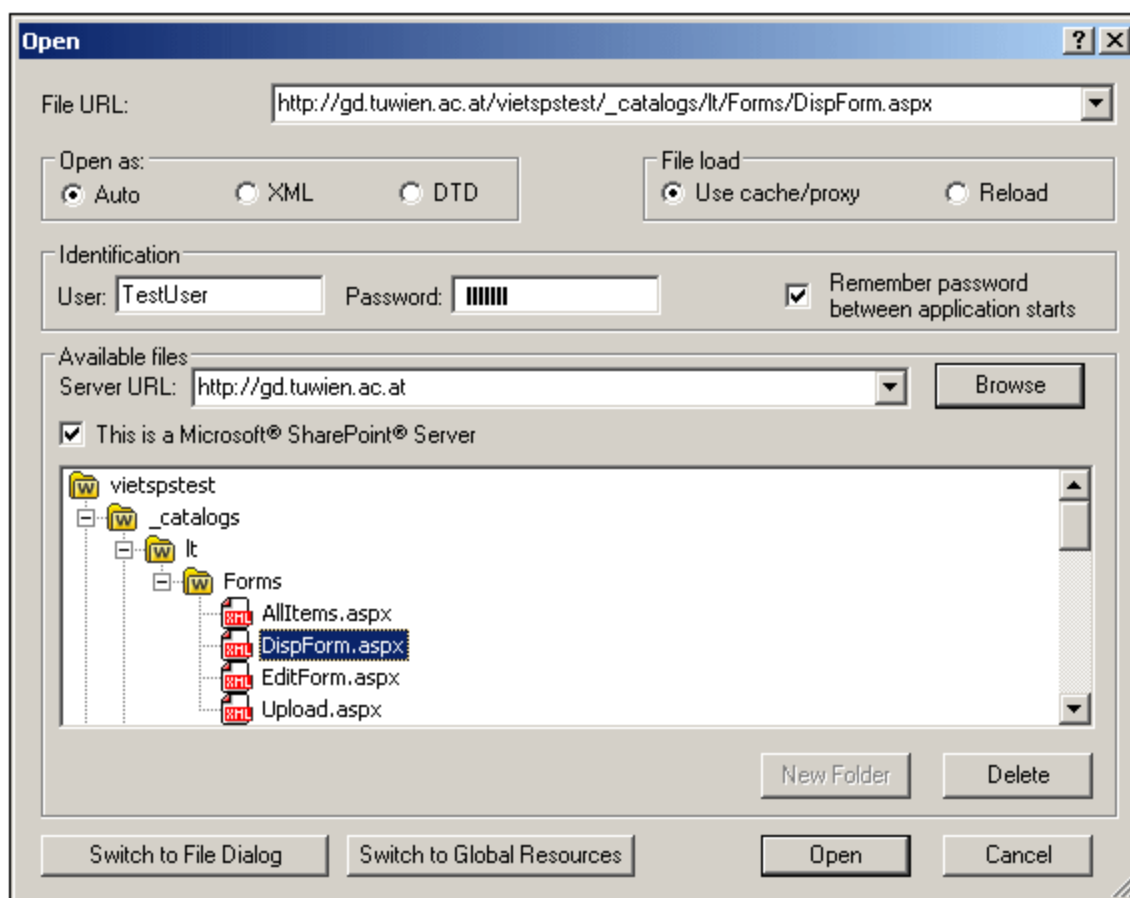 Open
File URL: http://gd.tuwien.ac.at/vietspstest/_catalogs/lt/Forms/DispForm.aspx
Open as:
Auto XML DTD
File load
Use cache/proxy Reload
Identification
User: TestUser Password:
Remember password
between application starts
Available files
Server URL: http://gd.tuwien.ac.at Browse
This is a Microsoft® SharePoint® Server
vietspstest
_catalogs
lt
Forms
AllItems.aspx
DispForm.aspx
EditForm.aspx
Upload.aspx
New Folder Delete
Switch to File Dialog Switch to Global Resources Open Cancel